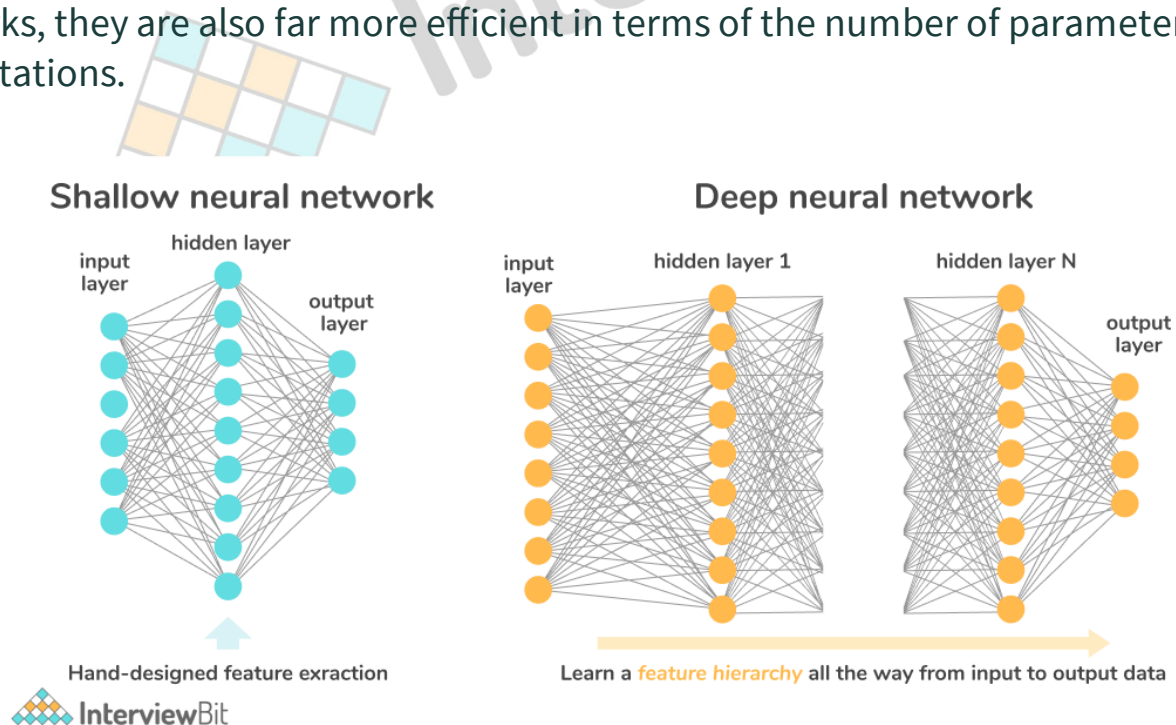 ks, they are also far more efficient in terms of the number of parameter
tations.
Shallow neural network
hidden layer
input
layer
output
layer
Hand-designed feature exraction
Deep neural network
input
layer
hidden layer 1
hidden layer N
output
layer
Learn a feature hierarchy all the way from input to output data
InterviewBit